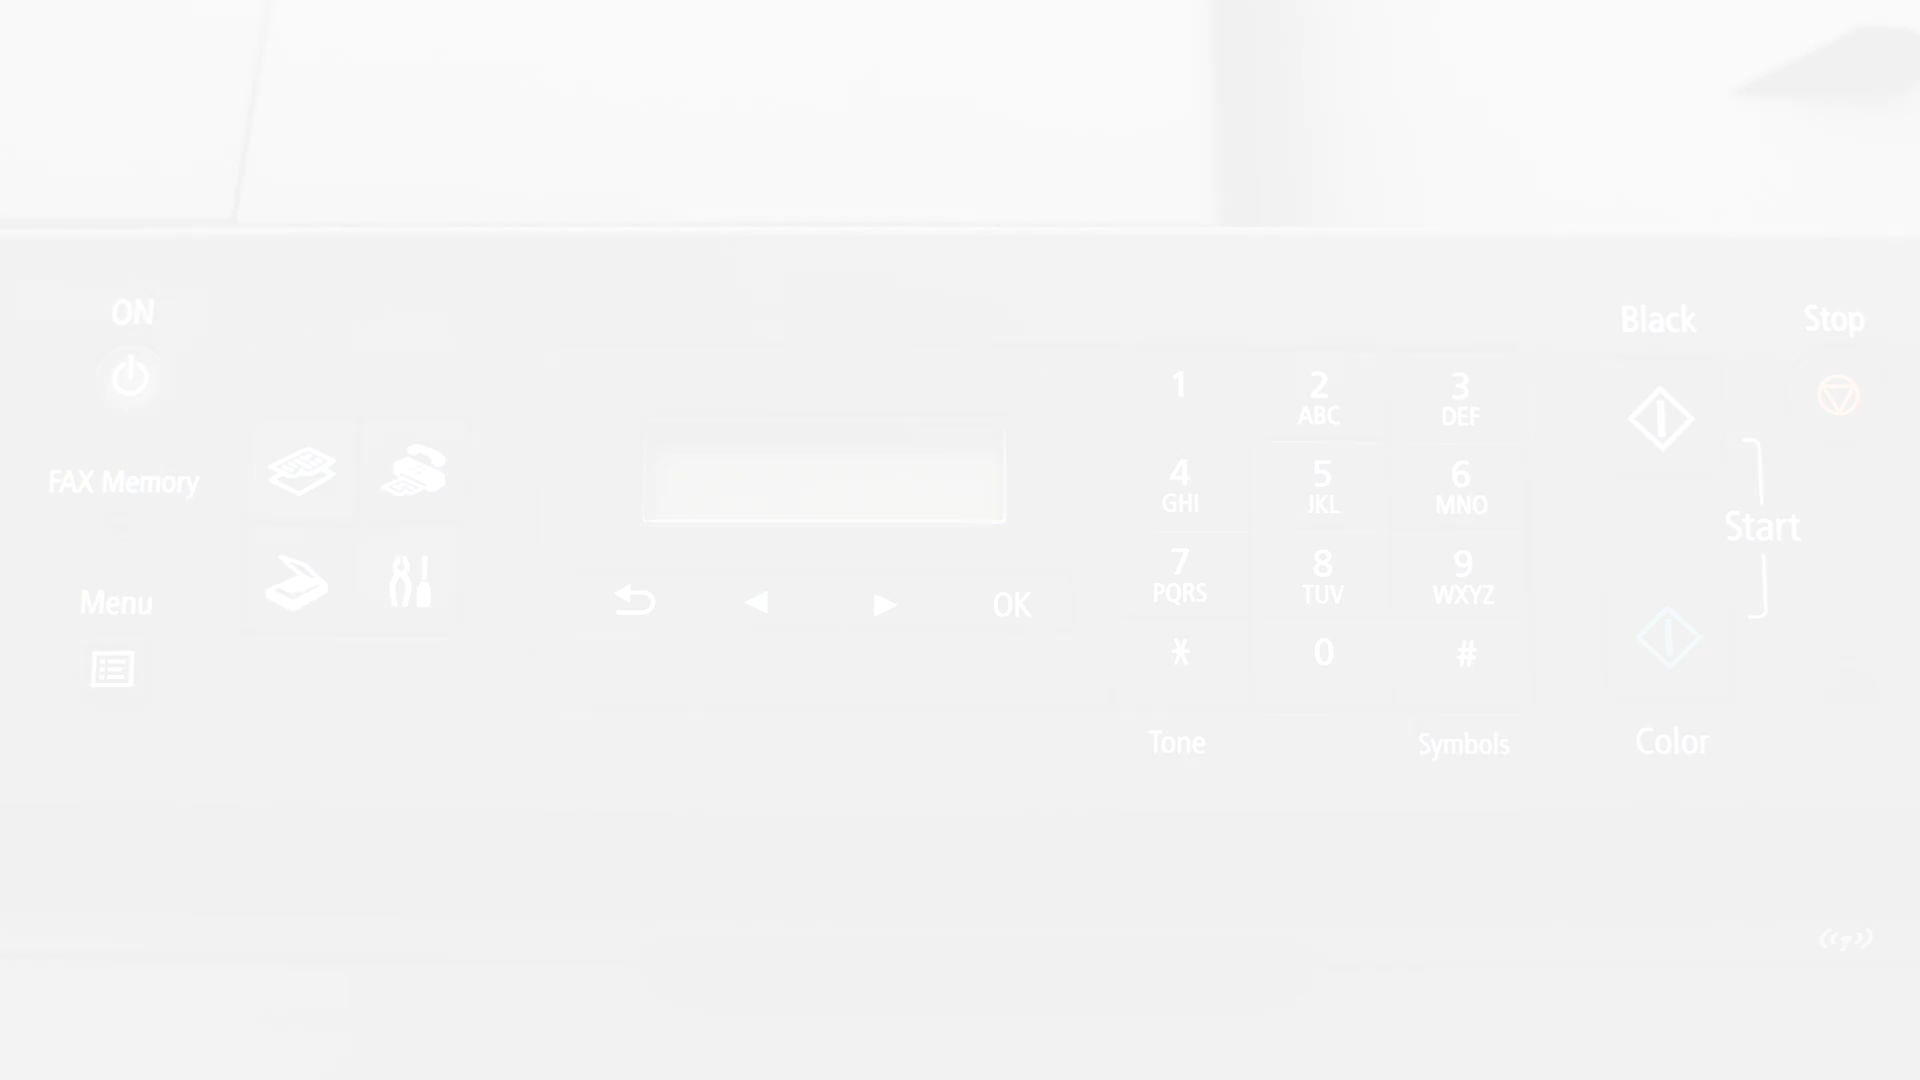 ON
Black
Stop
1
2
ABC
3
DEF
FAX Memory
4
GHI
5
JKL
6
MNO
Start
7
PQRS
8
TUV
9
WXYZ
Menu
OK
*
0
#
Tone
Symbols
Color